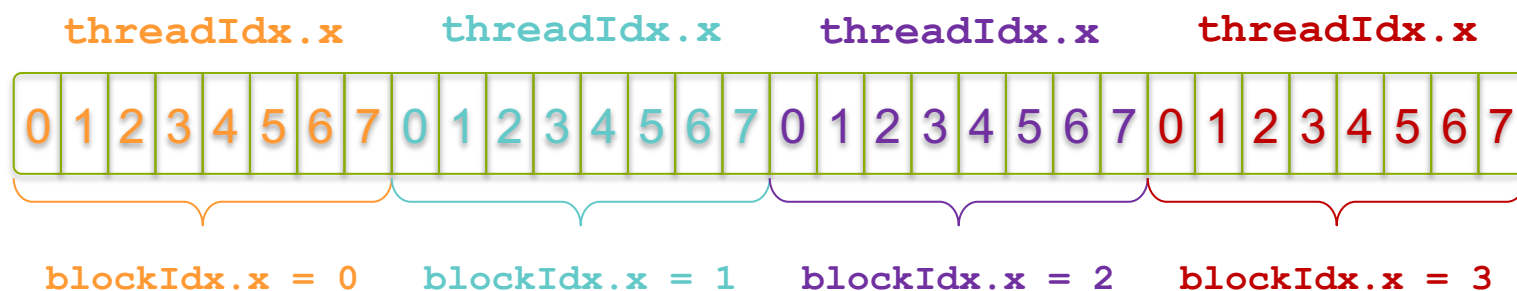 threadIdx.x threadIdx.x threadIdx.x threadIdx.x
0 1 2 3 4 5 6 7 0 1 2 3 4 5 6 7 0 1 2 3 4 5 6 7 0 1 2 3 4 5 6 7
blockIdx.x = 0 blockIdx.x = 1 blockIdx.x = 2 blockIdx.x = 3